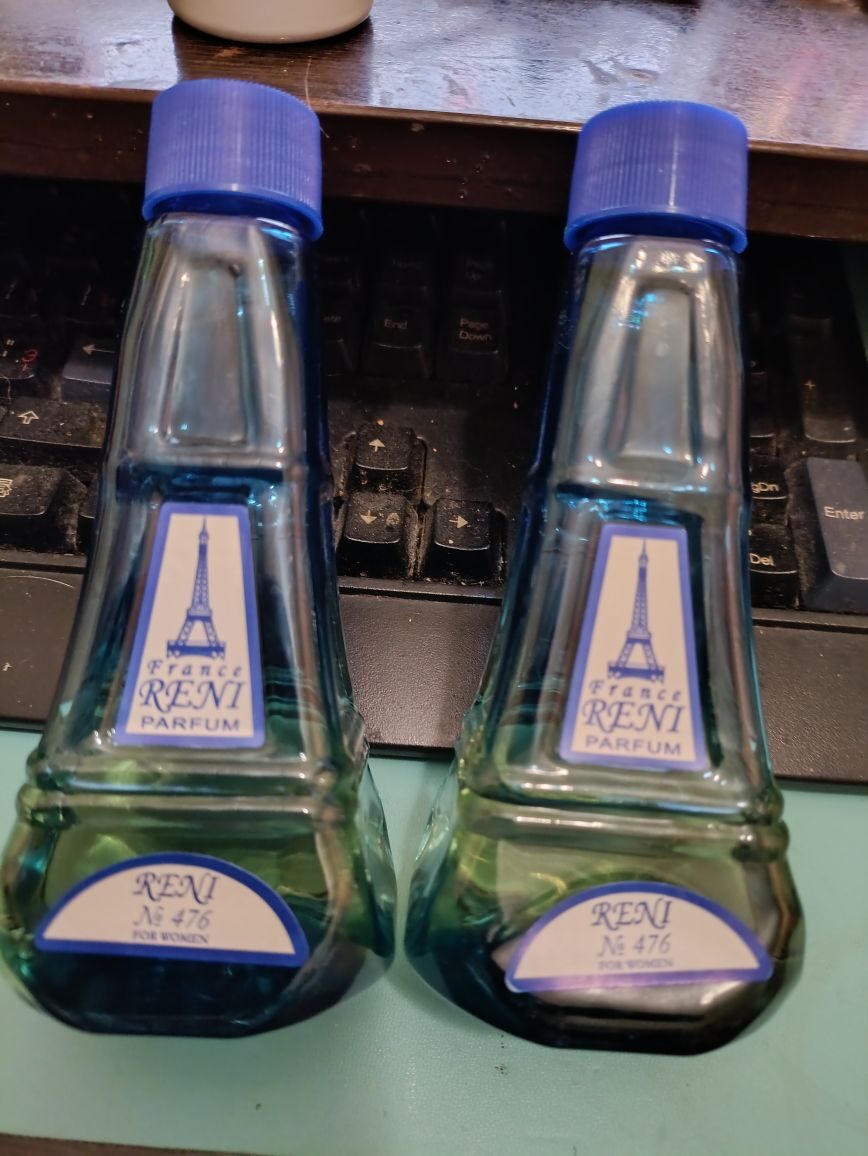 End
Page
Down
Enter
Del
France
RENI
PARFUM
France
RENI
PARFUM
RENI
№ 476
FOR WOMEN
RENI
№ 476
FOR WOMEN